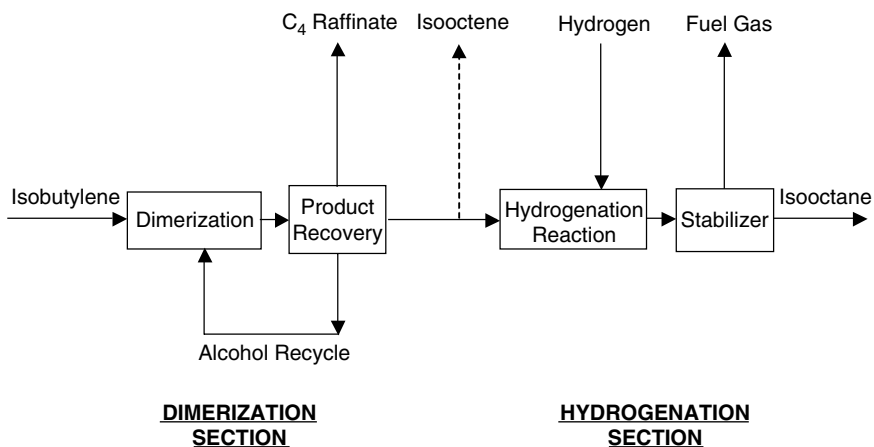 C₄ Raffinate
Isooctene
Hydrogen
Fuel Gas
Isobutylene
Dimerization
Product
Recovery
Hydrogenation
Reaction
Stabilizer
Isooctane
Alcohol Recycle
DIMERIZATION
SECTION
HYDROGENATION
SECTION